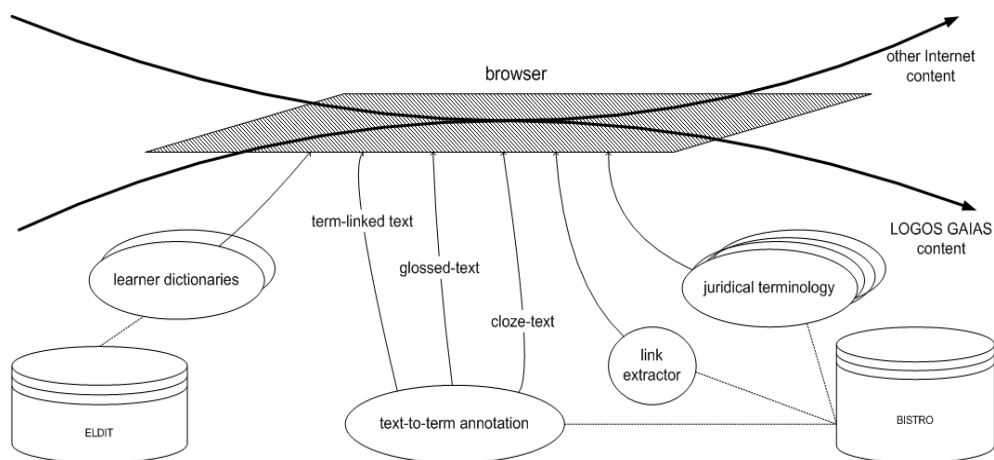 browser
other Internet
content
term-linked text
LOGOS GAIAS
content
glossed-text
learner dictionaries
juridical terminology
cloze-text
link
extractor
text-to-term annotation
ELDIT
BISTRO